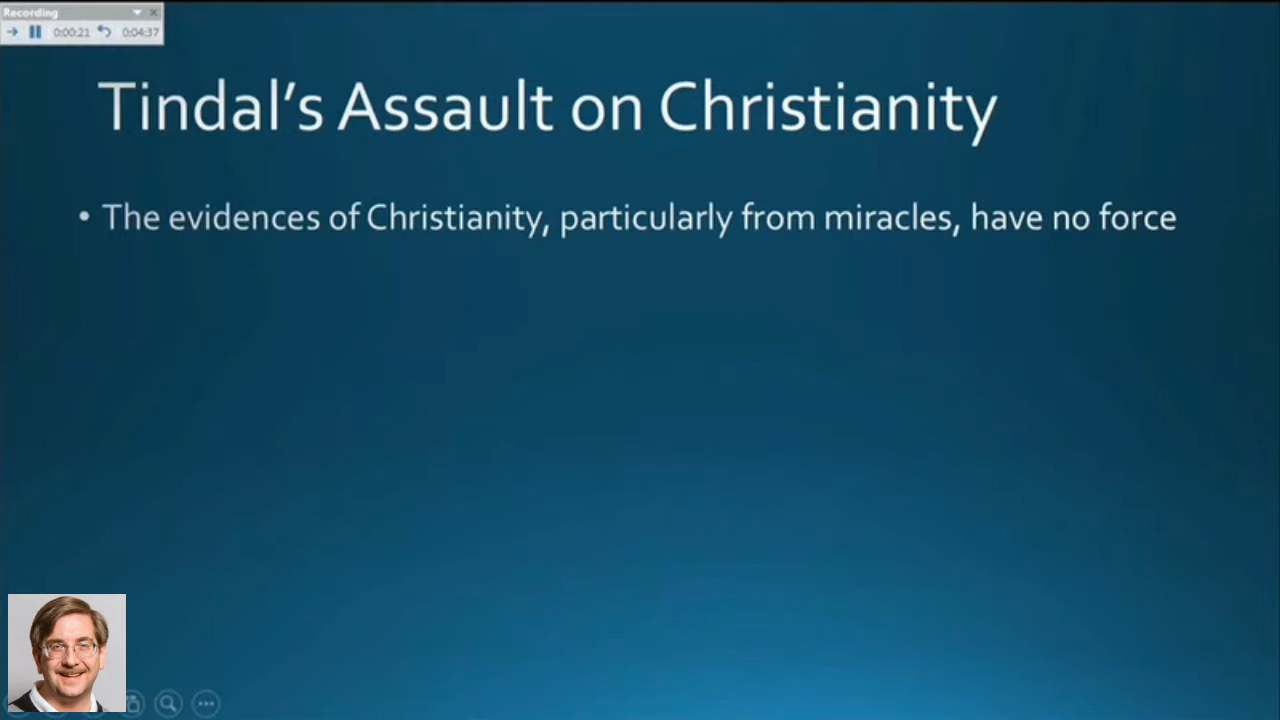 Recording
0:00:21 0:04:37
Tindal’s Assault on Christianity
• The evidences of Christianity, particularly from miracles, have no force